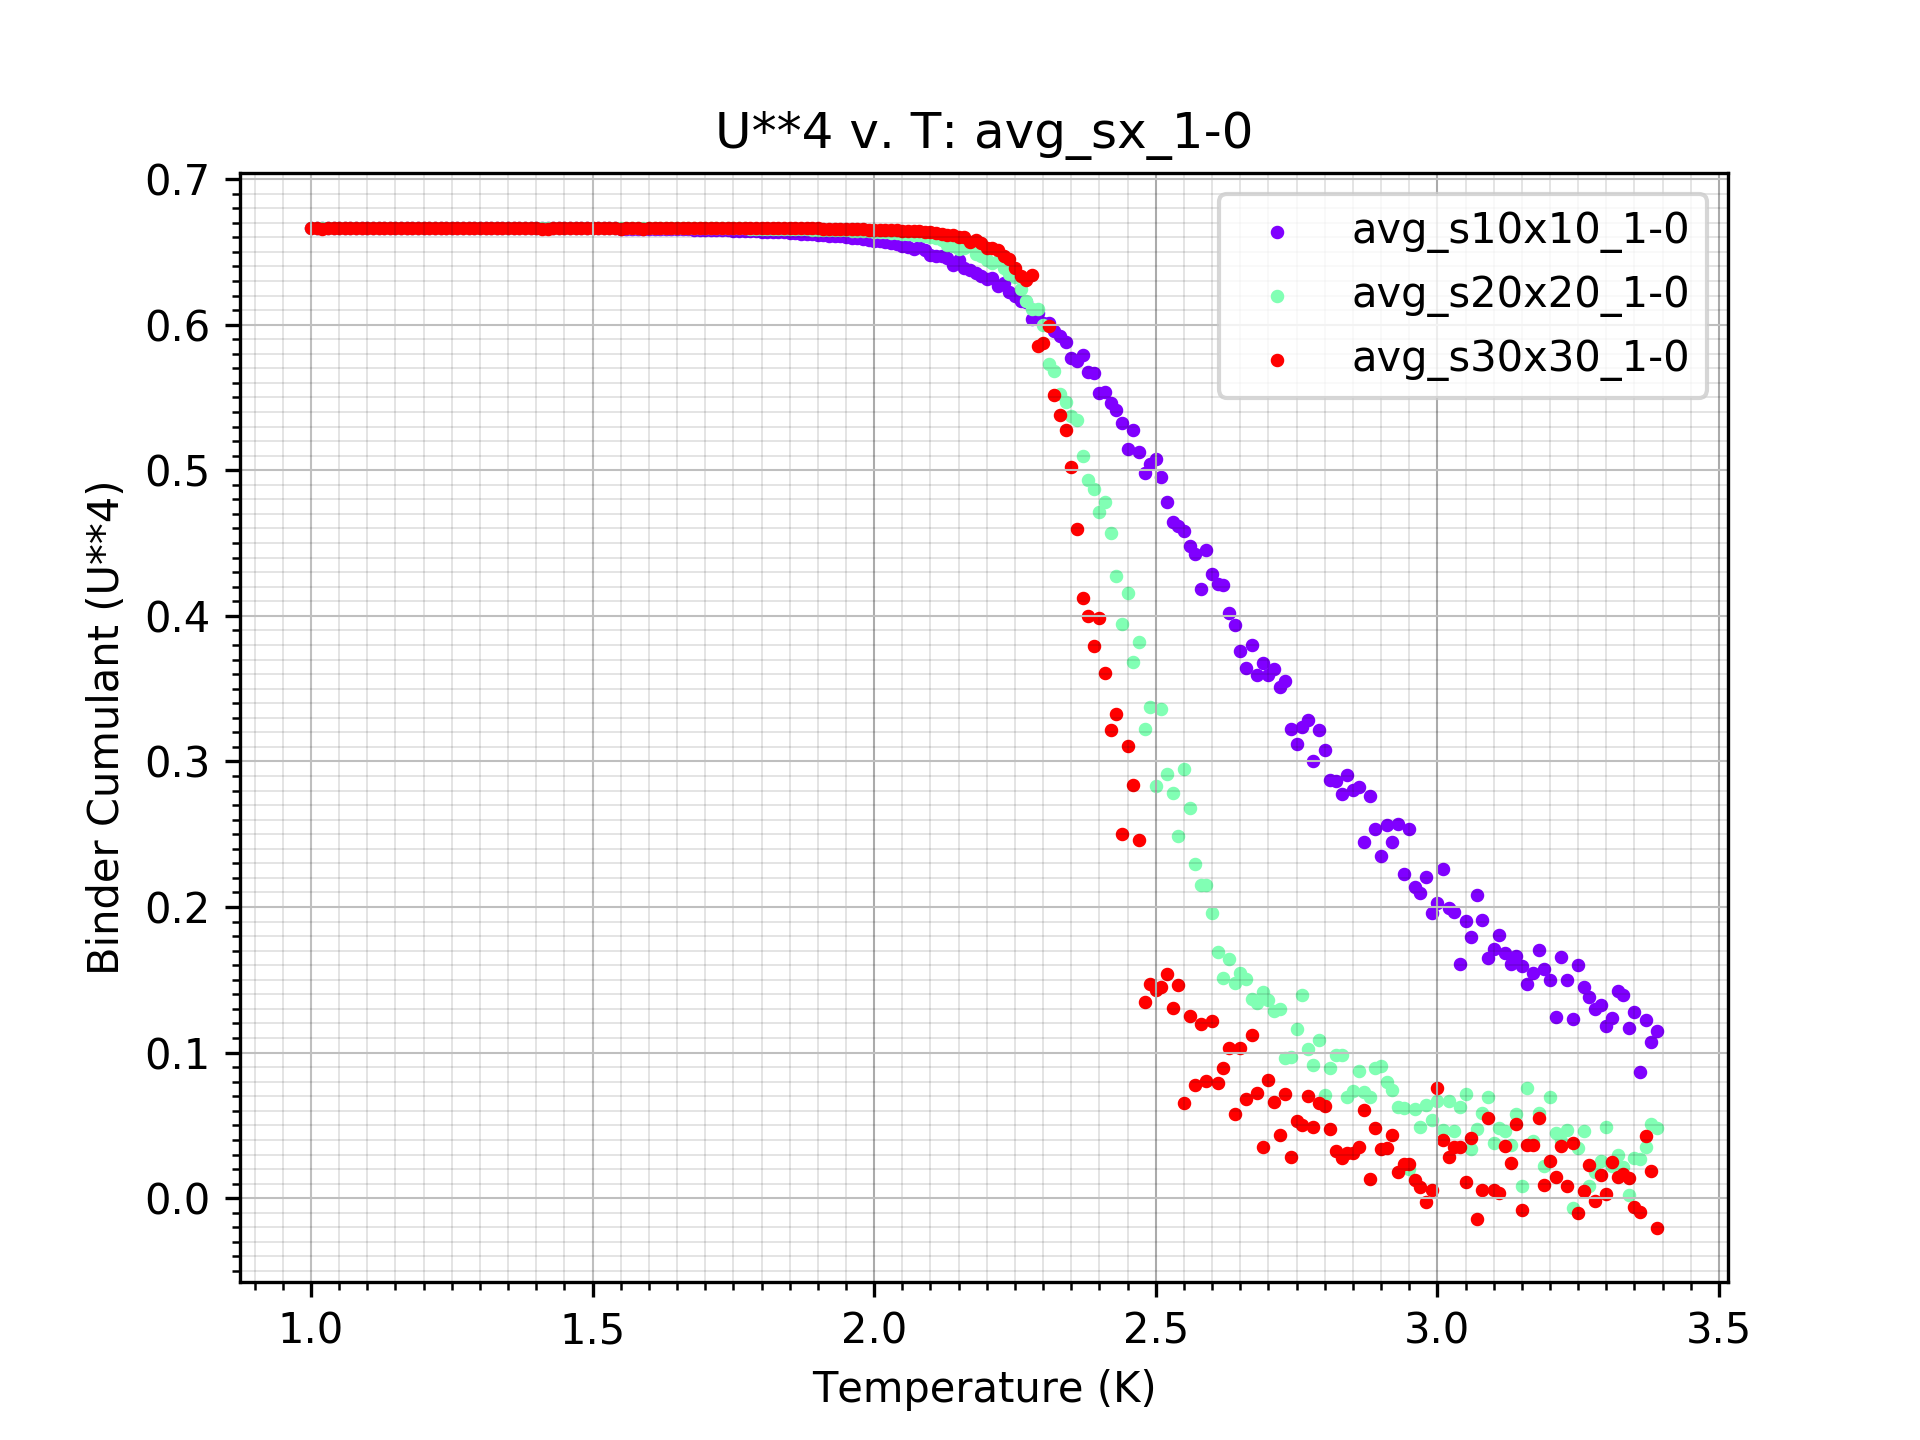 U**4 v. T: avg_sx_1-0
avg_s10x10_1-0
avg_s20x20_1-0
avg_s30x30_1-0
0.7
0.6
0.5
0.4
0.3
0.2
0.1
0.0
Binder Cumulant (U**4)
1.0 1.5 2.0 2.5 3.0 3.5
Temperature (K)